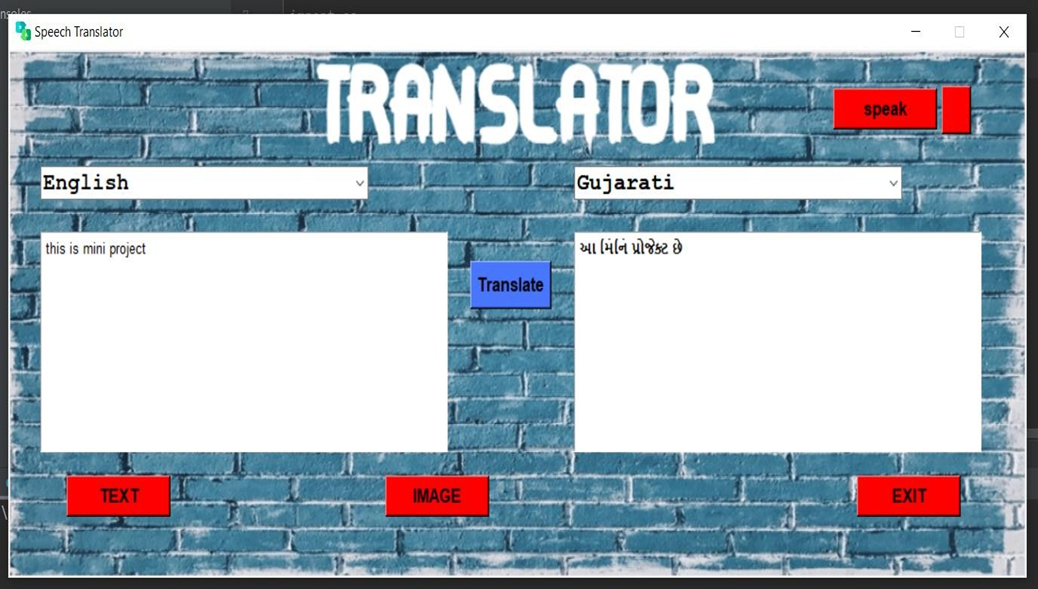 Speech Translator
TRANSLATOR
speak
English
Gujarati
this is mini project
આ મિનિ પ્રોજેક્ટ છે
Translate
TEXT
IMAGE
EXIT